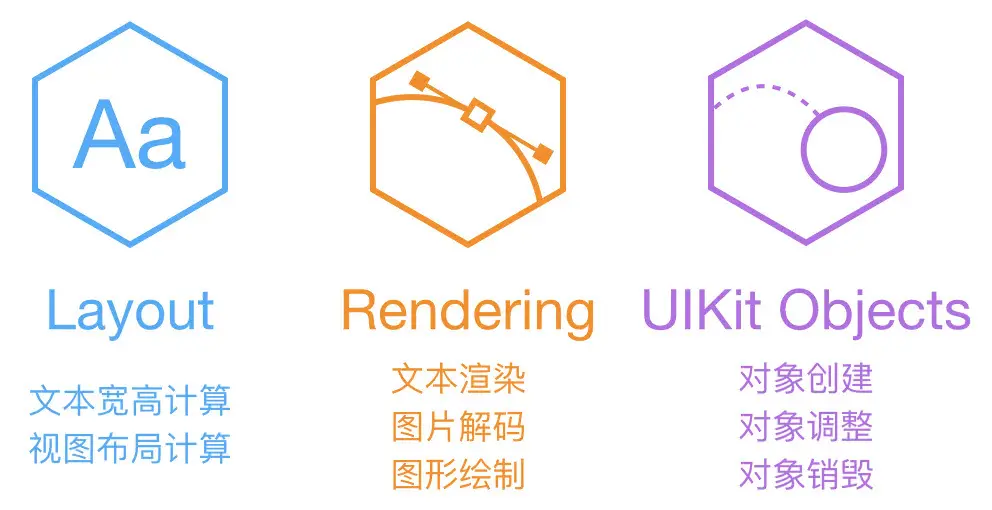 Aa
Layout
文本宽高计算
视图布局计算
Rendering
文本渲染
图片解码
图形绘制
UIKit Objects
对象创建
对象调整
对象销毁